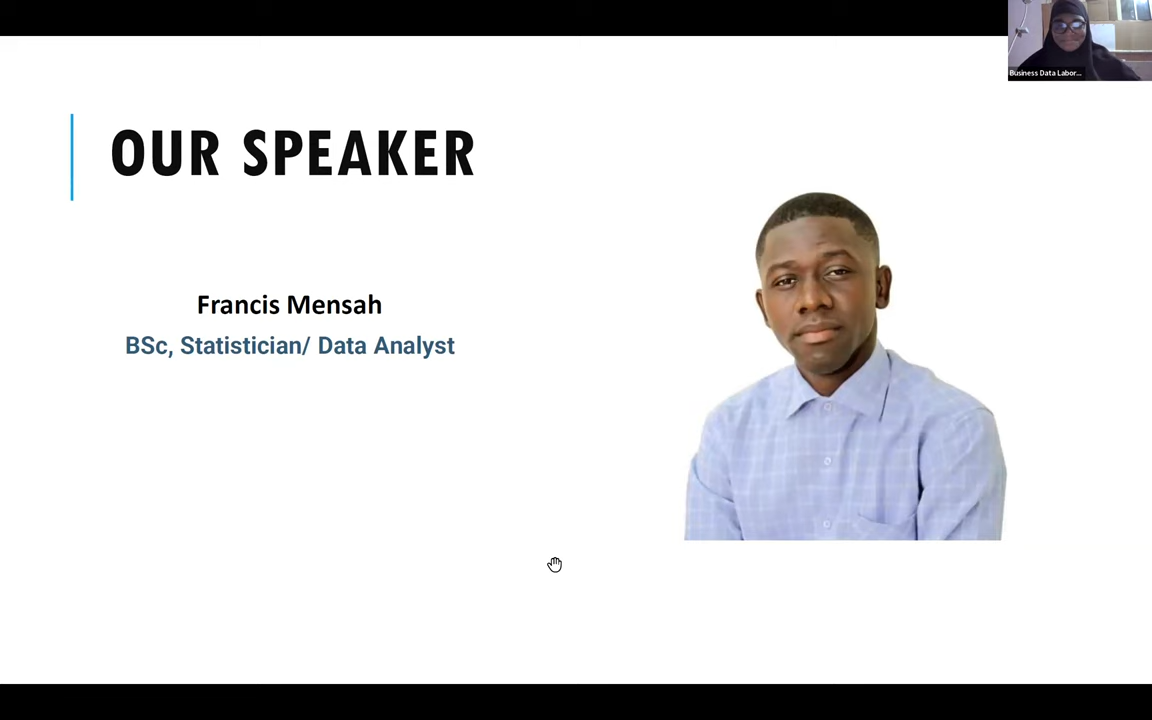 Business Data Labor...
OUR SPEAKER
Francis Mensah
BSc, Statistician/ Data Analyst